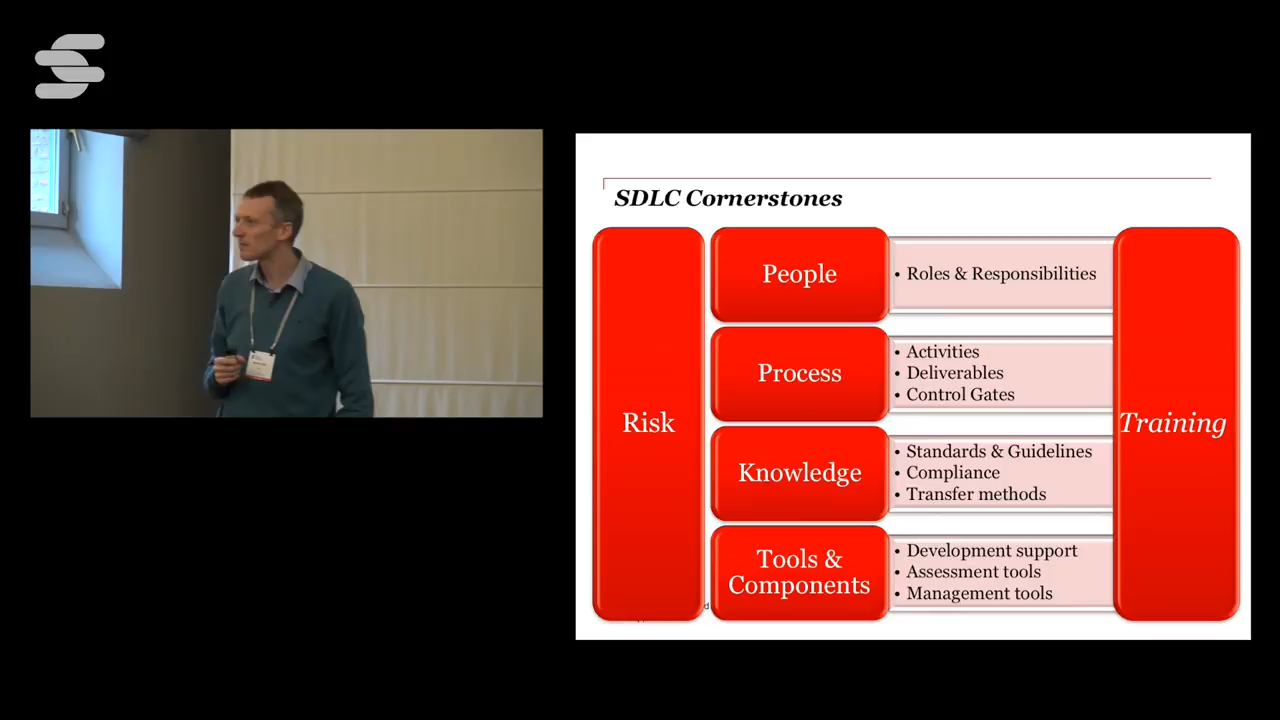 SDLC Cornerstones
Risk
People
• Roles & Responsibilities
Process
• Activities
• Deliverables
• Control Gates
Knowledge
• Standards & Guidelines
• Compliance
• Transfer methods
Tools &
Components
• Development support
• Assessment tools
• Management tools
Training